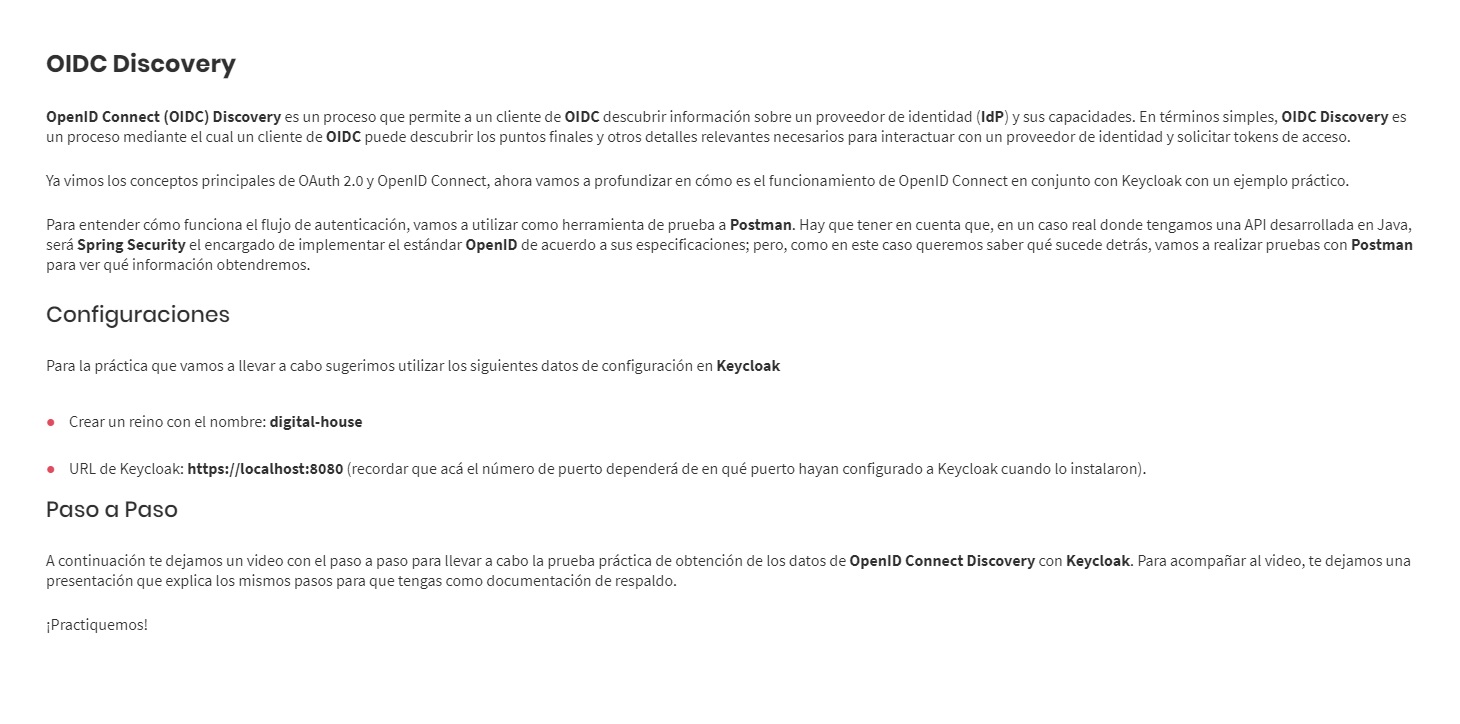 OIDC Discovery
OpenID Connect (OIDC) Discovery es un proceso que permite a un cliente de OIDC descubrir información sobre un proveedor de identidad (IdP) y sus capacidades. En términos simples, OIDC Discovery es
un proceso mediante el cual un cliente de OIDC puede descubrir los puntos finales y otros detalles relevantes necesarios para interactuar con un proveedor de identidad y solicitar tokens de acceso.
Ya vimos los conceptos principales de OAuth 2.0 y OpenID Connect, ahora vamos a profundizar en cómo es el funcionamiento de OpenID Connect en conjunto con Keycloak con un ejemplo práctico.
Para entender cómo funciona el flujo de autenticación, vamos a utilizar como herramienta de prueba a Postman. Hay que tener en cuenta que, en un caso real donde tengamos una API desarrollada en Java,
será Spring Security el encargado de implementar el estándar OpenID de acuerdo a sus especificaciones; pero, como en este caso queremos saber qué sucede detrás, vamos a realizar pruebas con Postman
para ver qué información obtendremos.
Configuraciones
Para la práctica que vamos a llevar a cabo sugerimos utilizar los siguientes datos de configuración en Keycloak
● Crear un reino con el nombre: digital-house
● URL de Keycloak: https://localhost:8080 (recordar que acá el número de puerto dependerá de en qué puerto hayan configurado a Keycloak cuando lo instalaron).
Paso a Paso
A continuación te dejamos un video con el paso a paso para llevar a cabo la prueba práctica de obtención de los datos de OpenID Connect Discovery con Keycloak. Para acompañar al video, te dejamos una
presentación que explica los mismos pasos para que tengas como documentación de respaldo.
¡Practiquemos!